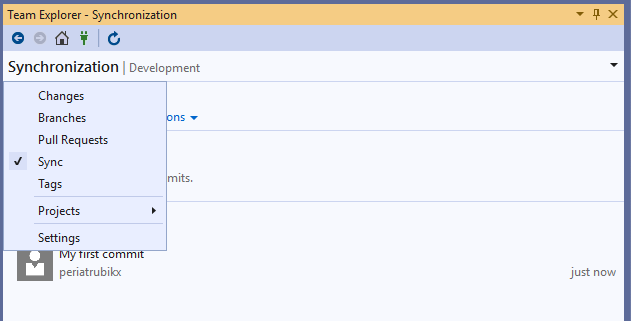 Team Explorer - Synchronization
Synchronization | Development
Changes
Branches
Pull Requests
Sync
Tags
Projects
Settings
ons
mits.
My first commit
periatrubikx
just now